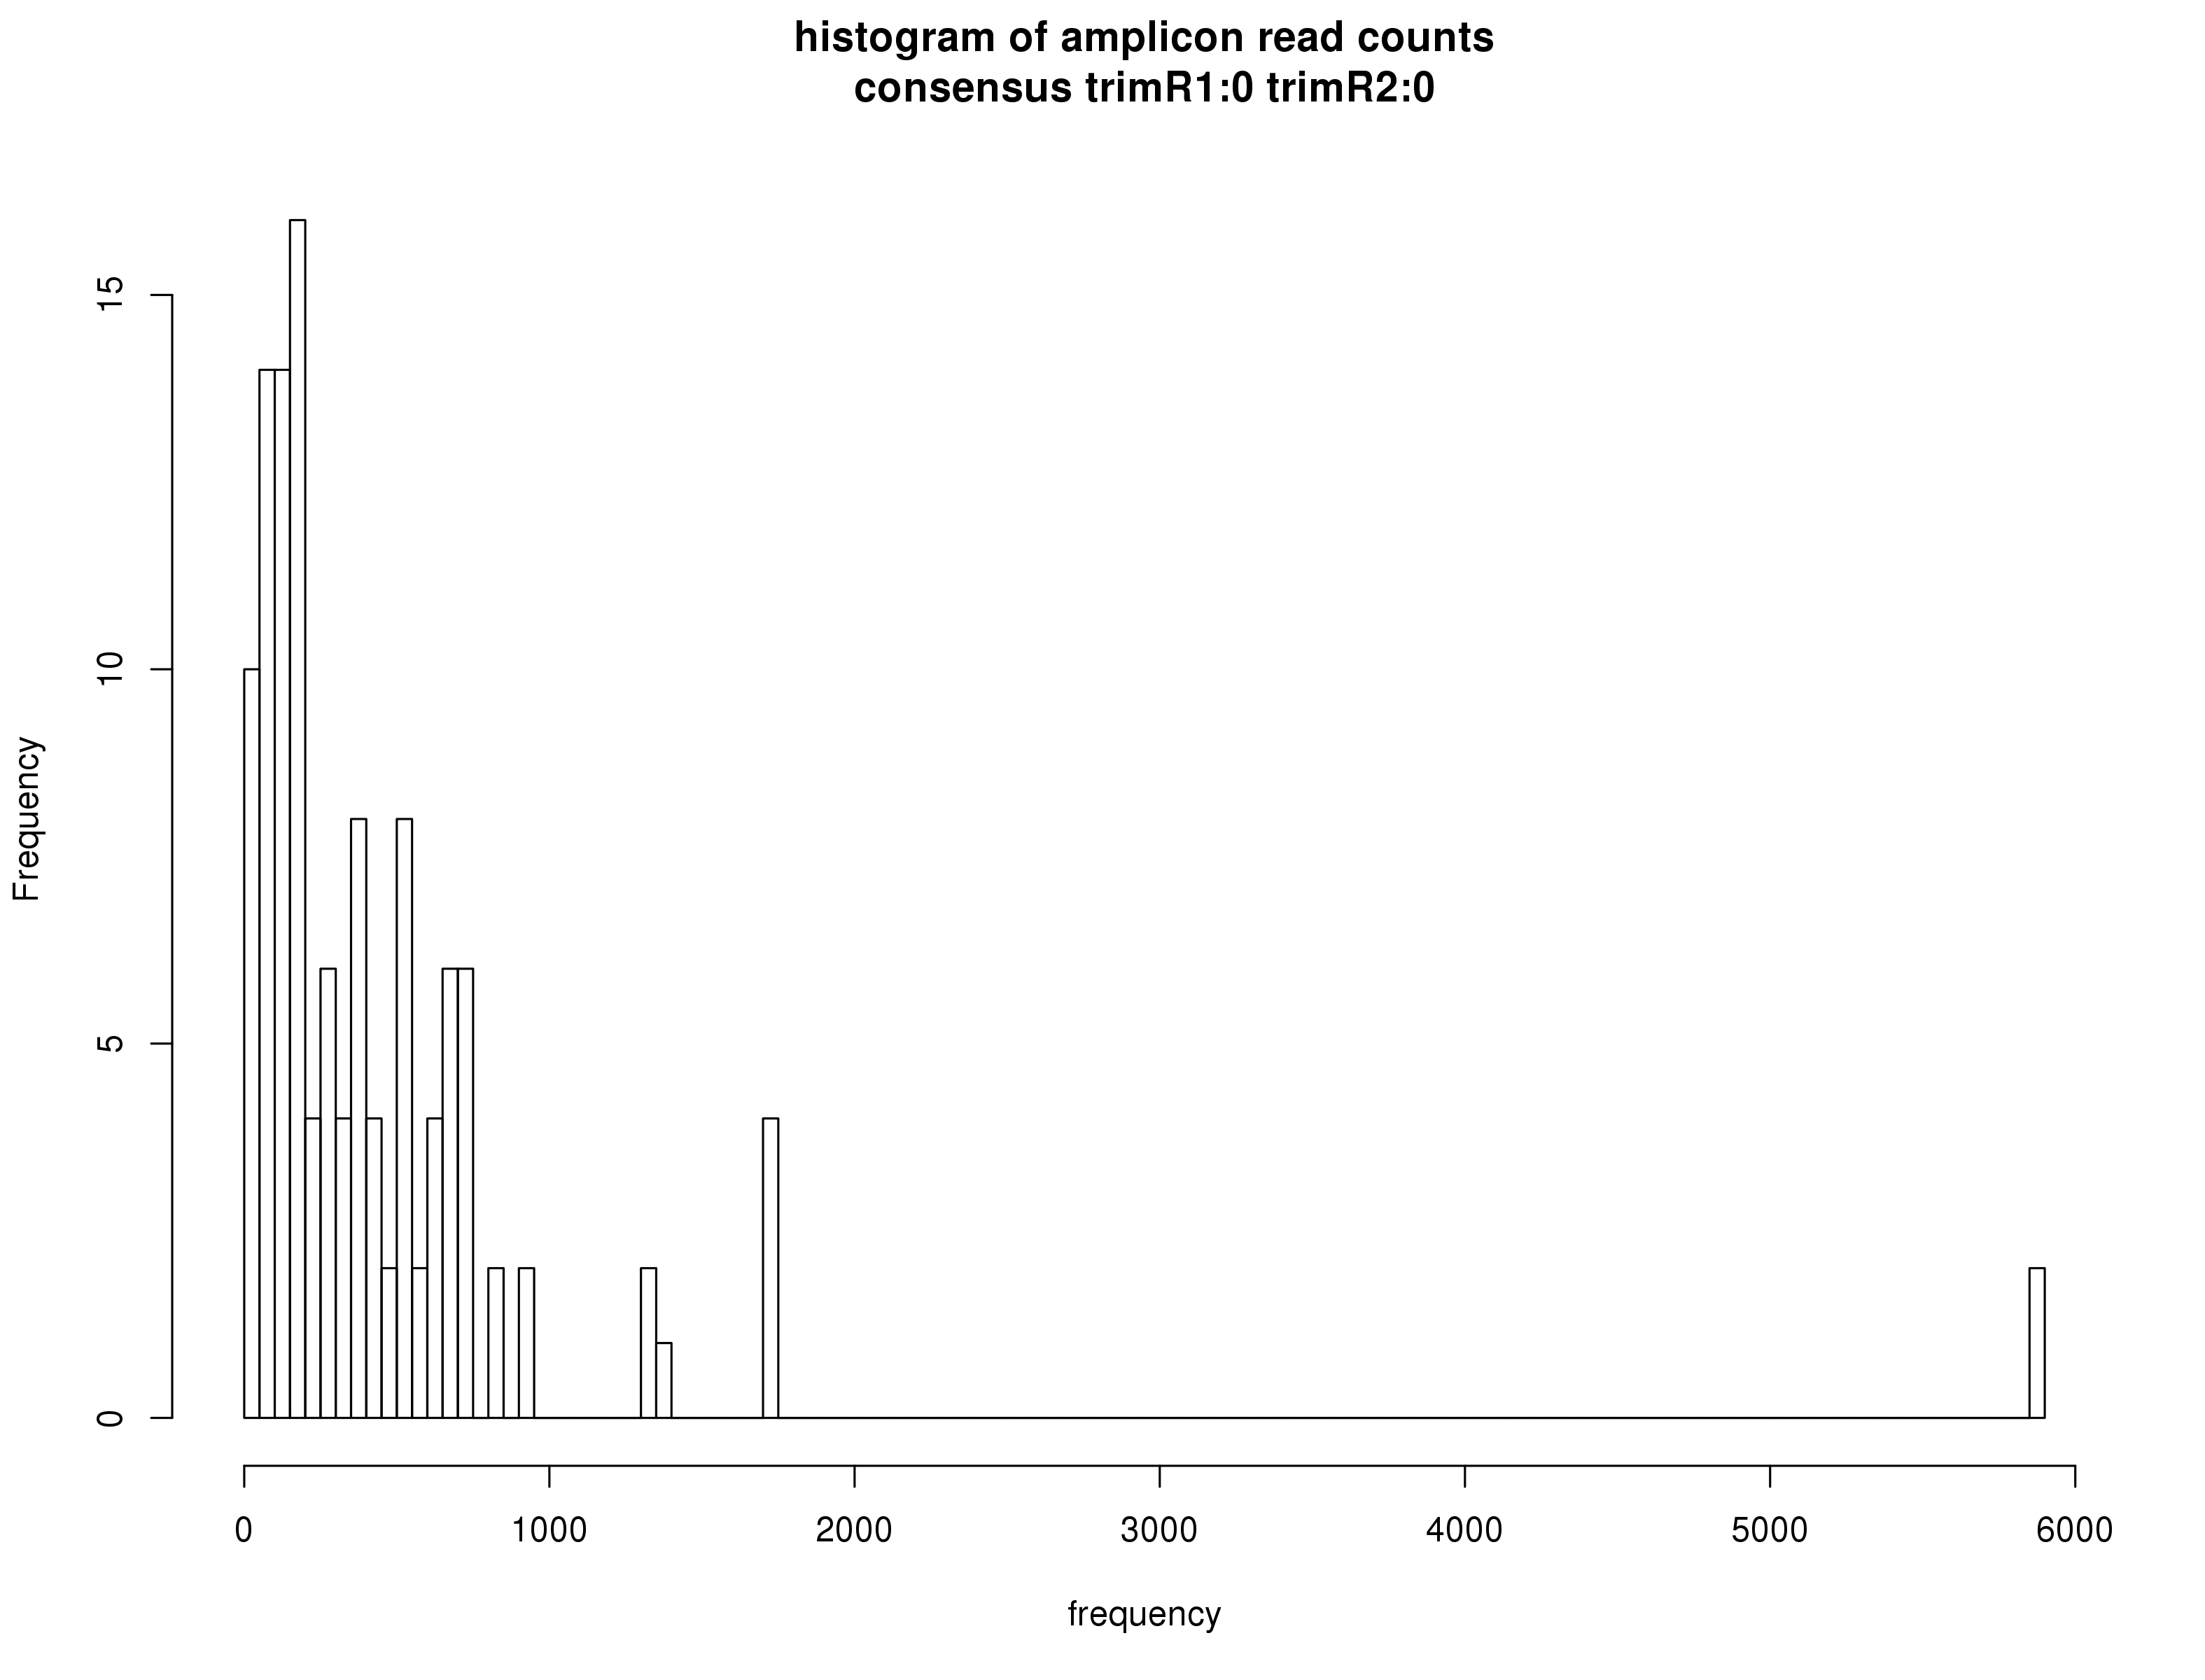 histogram of amplicon read counts
consensus trimR1:0 trimR2:0
15
10
5
0
Frequency
0 1000 2000 3000 4000 5000 6000
frequency